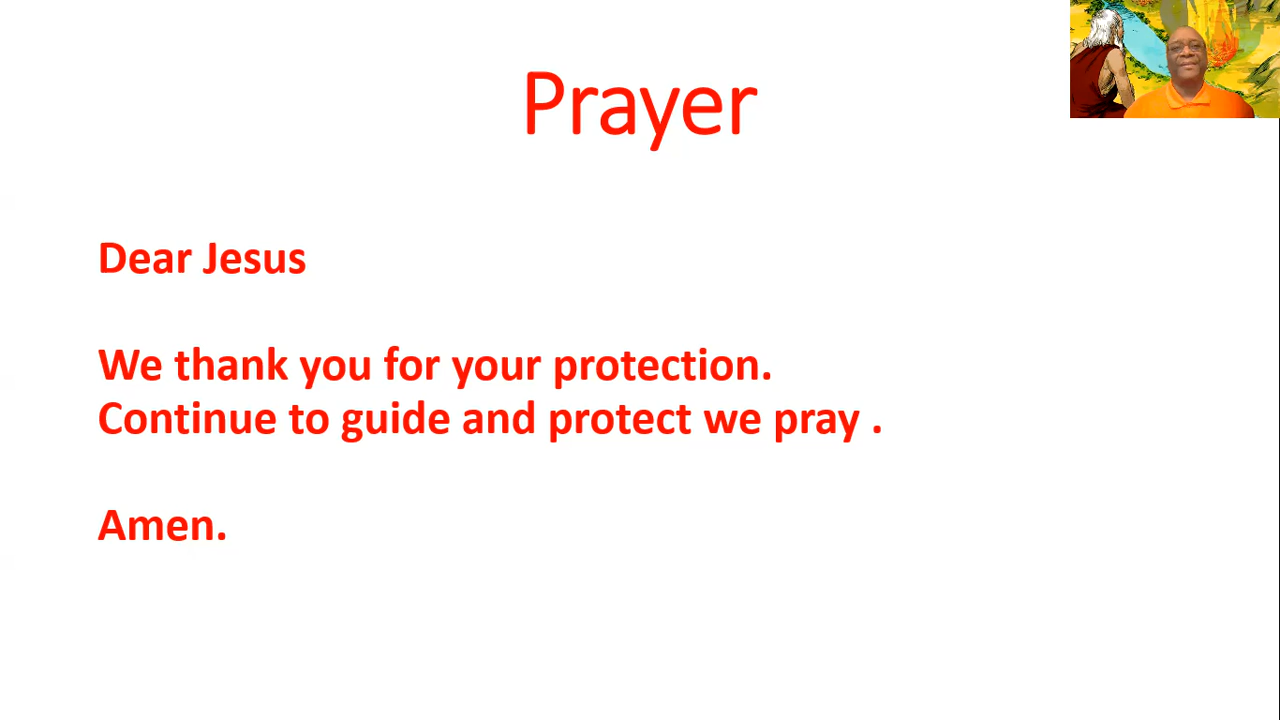 Prayer
Dear Jesus
We thank you for your protection.
Continue to guide and protect we pray .
Amen.